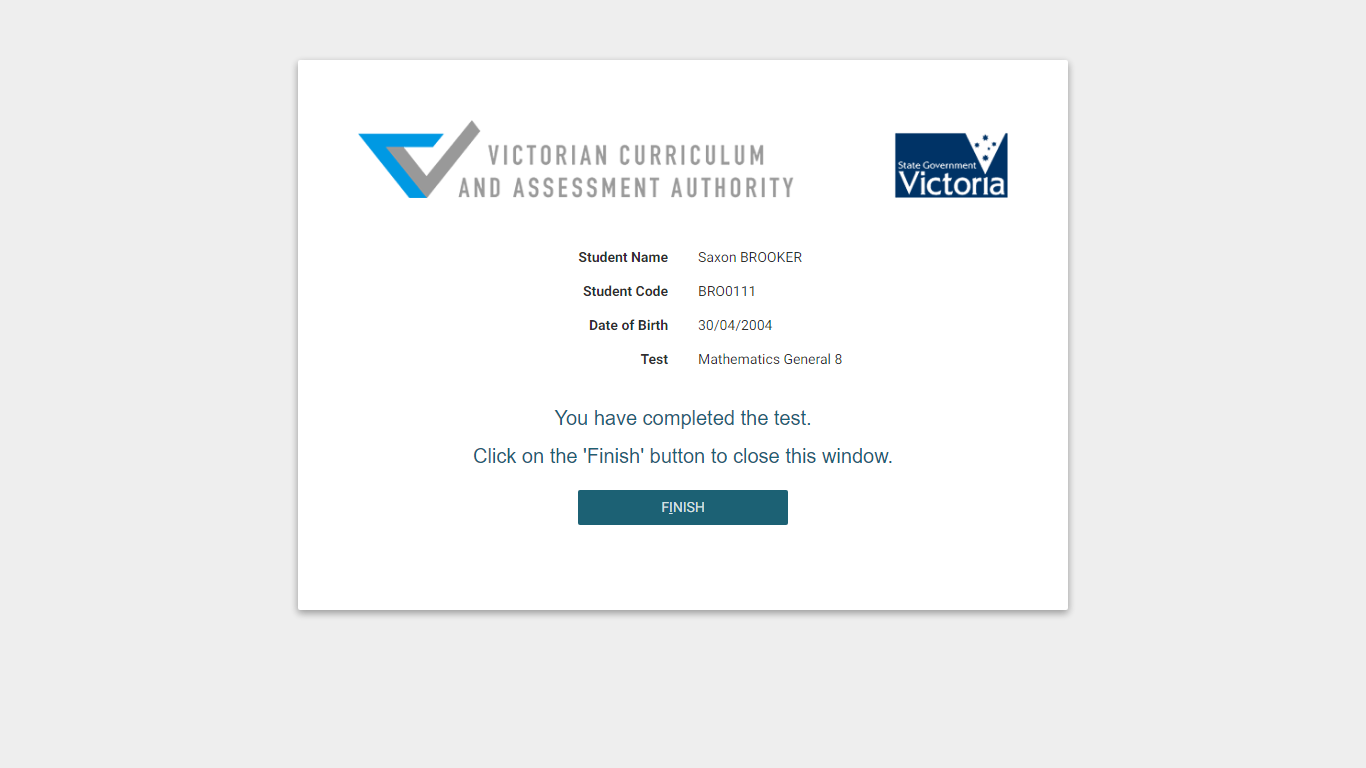 VICTORIAN CURRICULUM
AND ASSESSMENT AUTHORITY
State Government
Victoria
Student Name Saxon BROOKER
Student Code BRO0111
Date of Birth 30/04/2004
Test Mathematics General 8
You have completed the test.
Click on the 'Finish' button to close this window.
FINISH